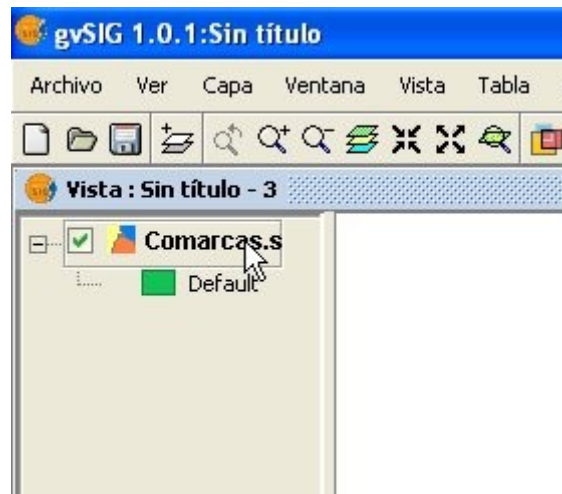 gvSIG 1.0.1:Sin título
Archivo Ver Capa Ventana Vista Tabla
Vista : Sin título - 3
Comarcas.s
Default